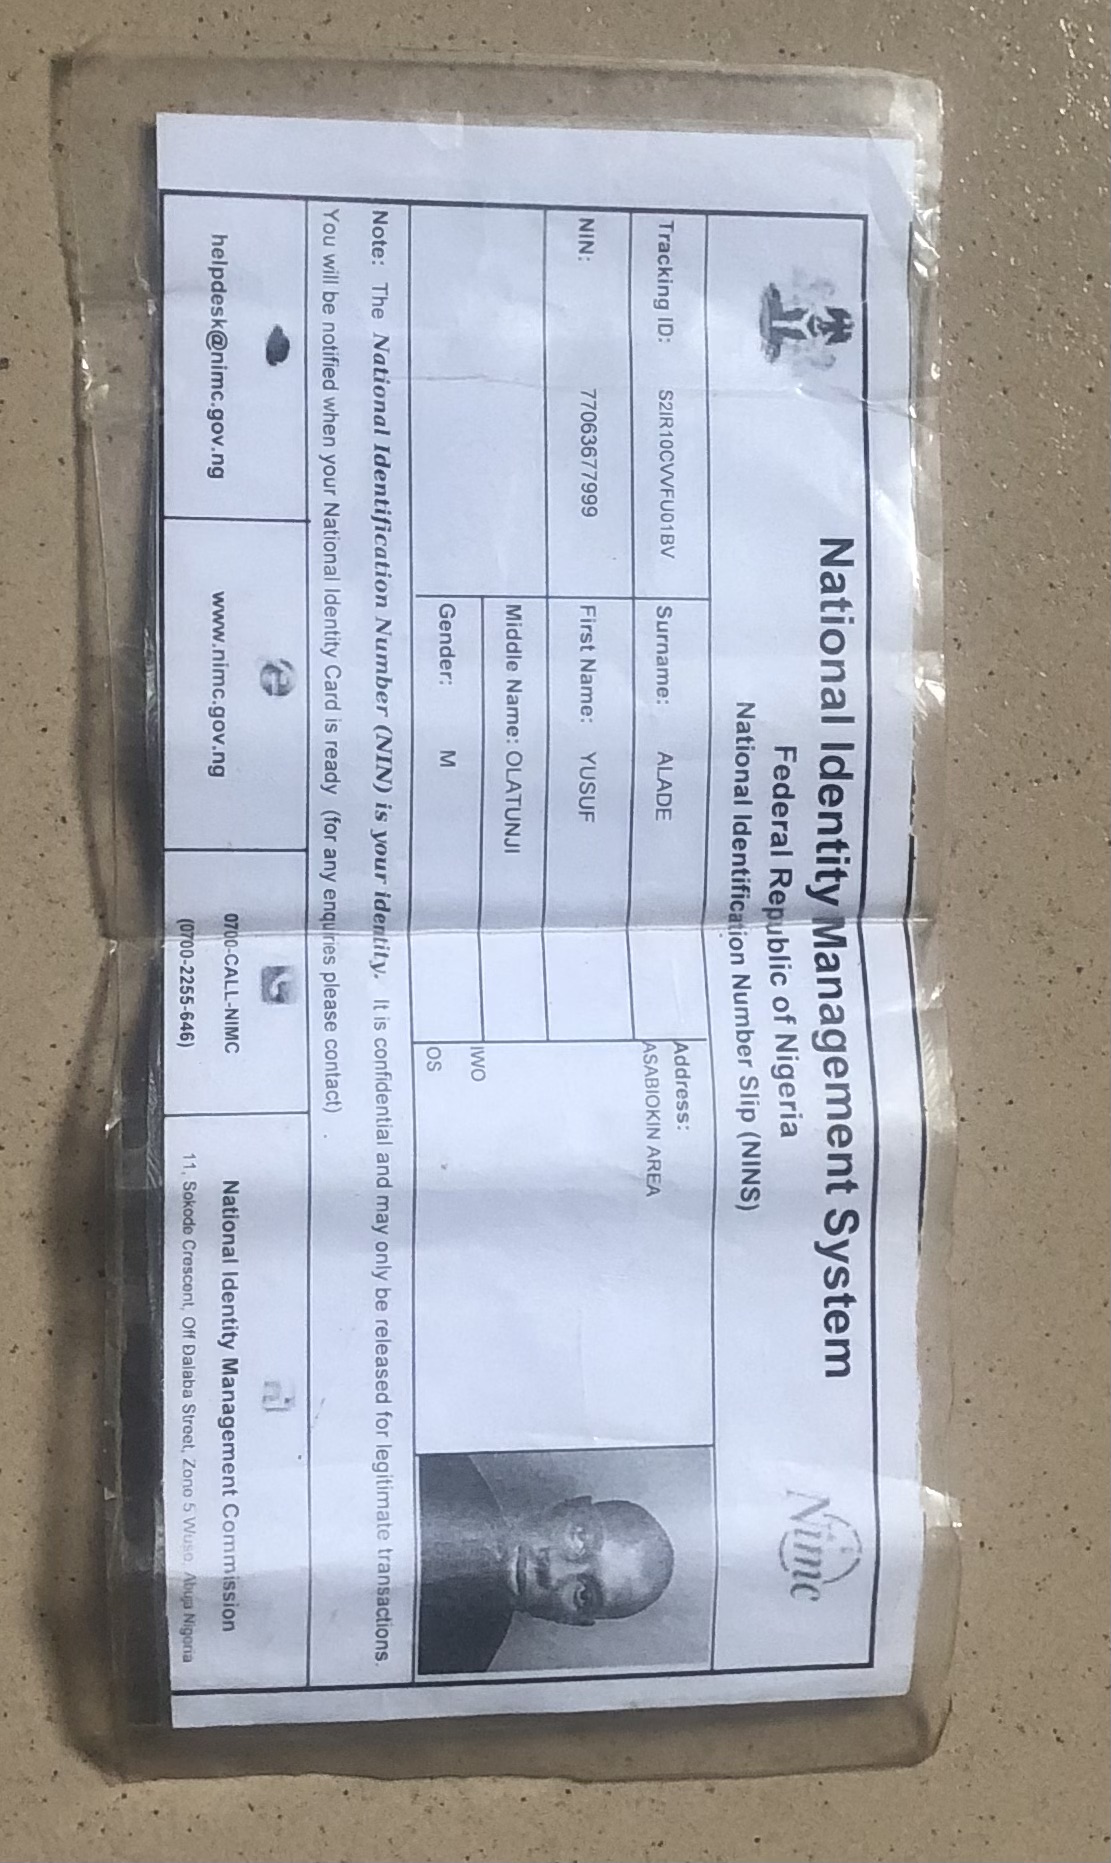 National Identity Management System
Federal Republic of Nigeria
National Identification Number Slip (NINS)
Nimc
Tracking ID: S2IR10CVVFU01BV
Surname: ALADE
Address:
ASABIOKIN AREA
NIN: 77063677999
First Name: YUSUF
Middle Name: OLATUNJI
IWO
Gender: M
OS
Note: The National Identification Number (NIN) is your identity. It is confidential and may only be released for legitimate transactions.
You will be notified when your National Identity Card is ready (for any enquiries please contact)
helpdesk@nimc.gov.ng
www.nimc.gov.ng
0700-CALL-NIMC
(0700-2255-646)
National Identity Management Commission
11, Sokode Crescent, Off Dalaba Street, Zone 5 Wuse, Abuja Nigeria